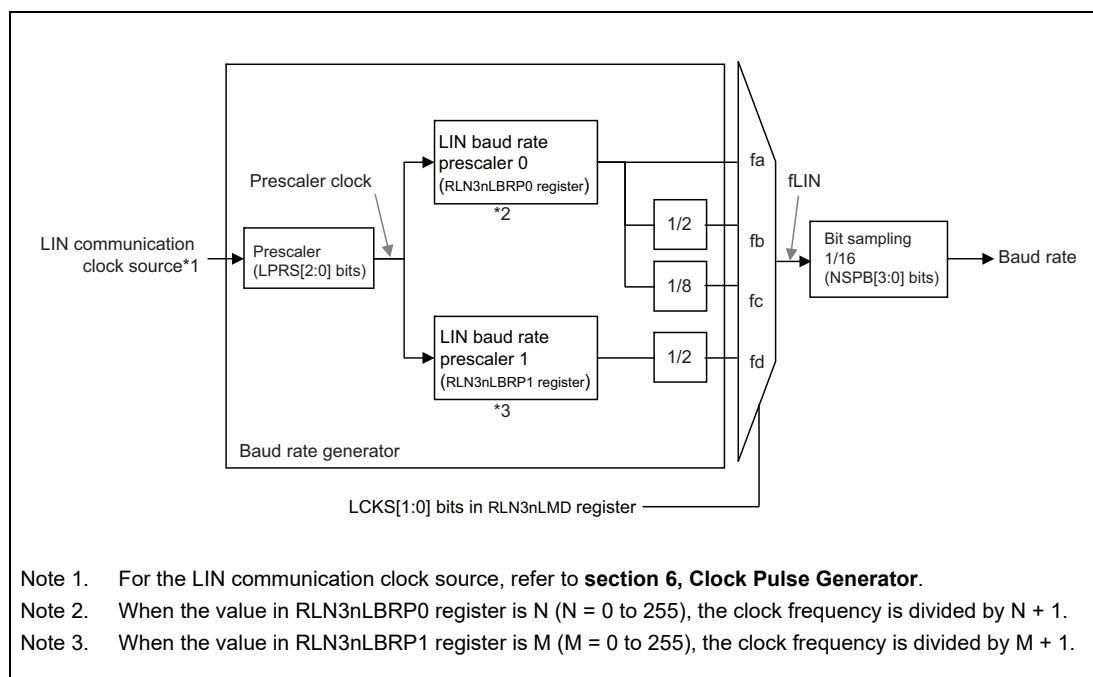 LIN baud rate
prescaler 0
(RLN3nLBRP0 register)
*2
Prescaler clock
fa
fLIN
1/2
fb
LIN communication
clock source*1
Prescaler
(LPRS[2:0] bits)
Bit sampling
1/16
(NSPB[3:0] bits)
Baud rate
1/8
fc
LIN baud rate
prescaler 1
(RLN3nLBRP1 register)
*3
1/2
fd
Baud rate generator
LCKS[1:0] bits in RLN3nLMD register
Note 1. For the LIN communication clock source, refer to section 6, Clock Pulse Generator.
Note 2. When the value in RLN3nLBRP0 register is N (N = 0 to 255), the clock frequency is divided by N + 1.
Note 3. When the value in RLN3nLBRP1 register is M (M = 0 to 255), the clock frequency is divided by M + 1.